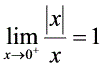 lim x→0⁺ |x|/x = 1